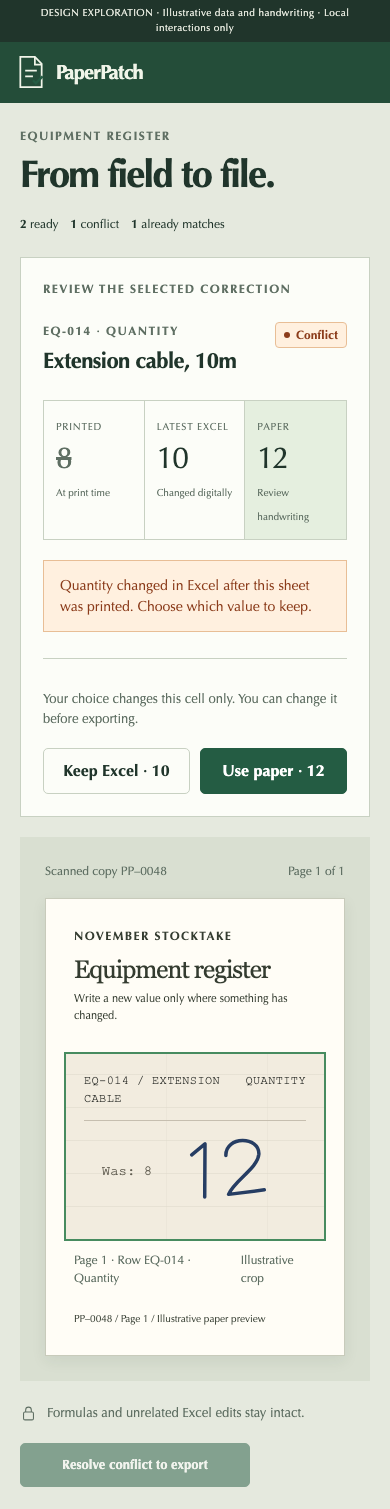 DESIGN EXPLORATION · Illustrative data and handwriting · Local
interactions only
PaperPatch
EQUIPMENT REGISTER
From field to file.
2 ready 1 conflict 1 already matches
REVIEW THE SELECTED CORRECTION
EQ-014 · QUANTITY
Conflict
Extension cable, 10m
PRINTED
8
At print time
LATEST EXCEL
10
Changed digitally
PAPER
12
Review
handwriting
Quantity changed in Excel after this sheet
was printed. Choose which value to keep.
Your choice changes this cell only. You can change it
before exporting.
Keep Excel · 10
Use paper · 12
Scanned copy PP–0048
Page 1 of 1
NOVEMBER STOCKTAKE
Equipment register
Write a new value only where something has
changed.
EQ-014 / EXTENSION
CABLE
QUANTITY
Was: 8
12
Page 1 · Row EQ-014 ·
Quantity
Illustrative
crop
PP–0048 / Page 1 / Illustrative paper preview
Formulas and unrelated Excel edits stay intact.
Resolve conflict to export